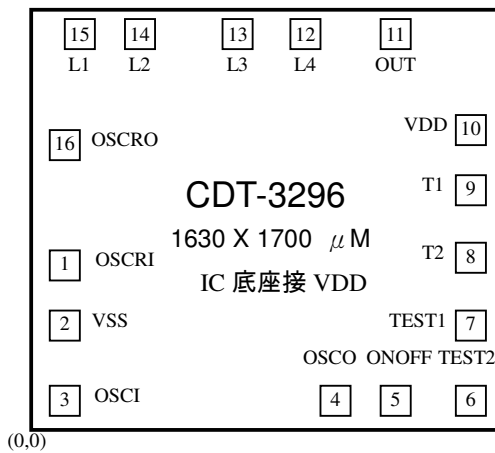 15 14 13 12 11
L1 L2 L3 L4 OUT
VDD 10
16 OSCRO
T1 9
CDT-3296
1630 X 1700 μM
T2 8
1 OSCRI
IC 底座接 VDD
2 VSS
TEST1 7
OSCO ONOFF TEST2
3 OSCI
4 5 6
(0,0)